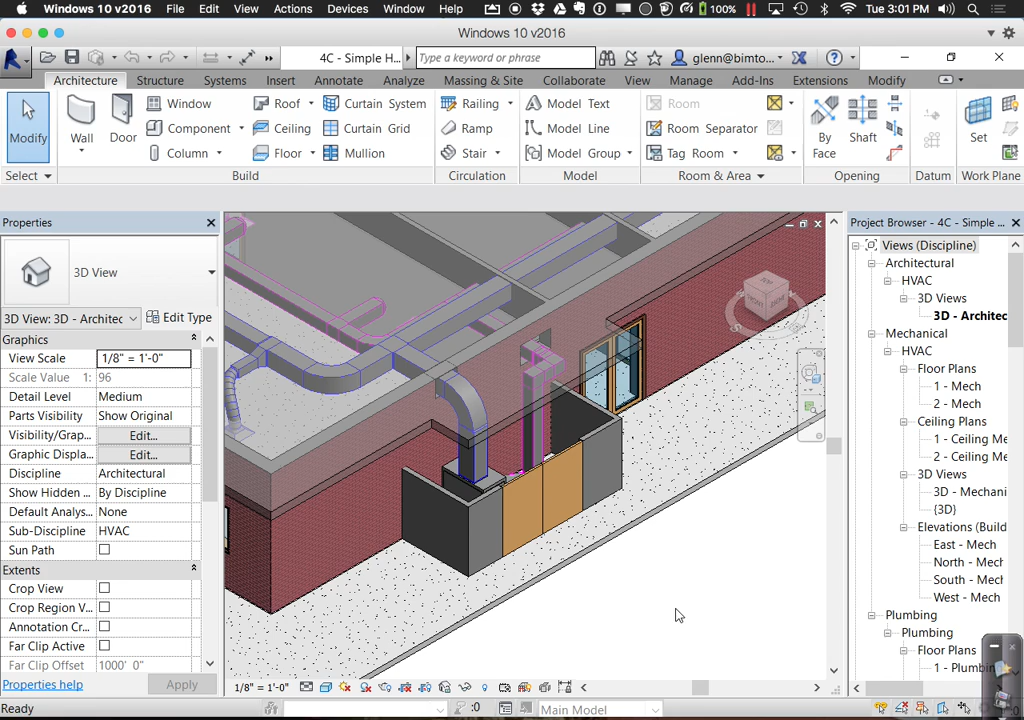 Windows 10 v2016 File Edit View Actions Devices Window Help 100% Tue 3:01 PM
Windows 10 v2016
4C - Simple H... Type a keyword or phrase glenn@bimto...
Architecture Structure Systems Insert Annotate Analyze Massing & Site Collaborate View Manage Add-Ins Extensions Modify
Modify
Wall
Door
Window
Component
Column
Roof
Ceiling
Floor
Curtain System
Curtain Grid
Mullion
Railing
Ramp
Stair
Model Text
Model Line
Model Group
Room
Room Separator
Tag Room
By
Face
Shaft
Set
Select Build Circulation Model Room & Area Opening Datum Work Plane
Properties
3D View
3D View: 3D - Architec Edit Type
Graphics
View Scale 1/8" = 1'-0"
Scale Value 1: 96
Detail Level Medium
Parts Visibility Show Original
Visibility/Grap... Edit...
Graphic Displa... Edit...
Discipline Architectural
Show Hidden ... By Discipline
Default Analys... None
Sub-Discipline HVAC
Sun Path
Extents
Crop View
Crop Region V...
Annotation Cr...
Far Clip Active
Far Clip Offset 1000' 0"
Properties help Apply
1/8" = 1'-0"
Project Browser - 4C - Simple ...
Views (Discipline)
Architectural
HVAC
3D Views
3D - Architec
Mechanical
HVAC
Floor Plans
1 - Mech
2 - Mech
Ceiling Plans
1 - Ceiling Me
2 - Ceiling Me
3D Views
3D - Mechani
{3D}
Elevations (Build
East - Mech
North - Mech
South - Mech
West - Mech
Plumbing
Plumbing
Floor Plans
1 - Plumbin
Ready :0 Main Model